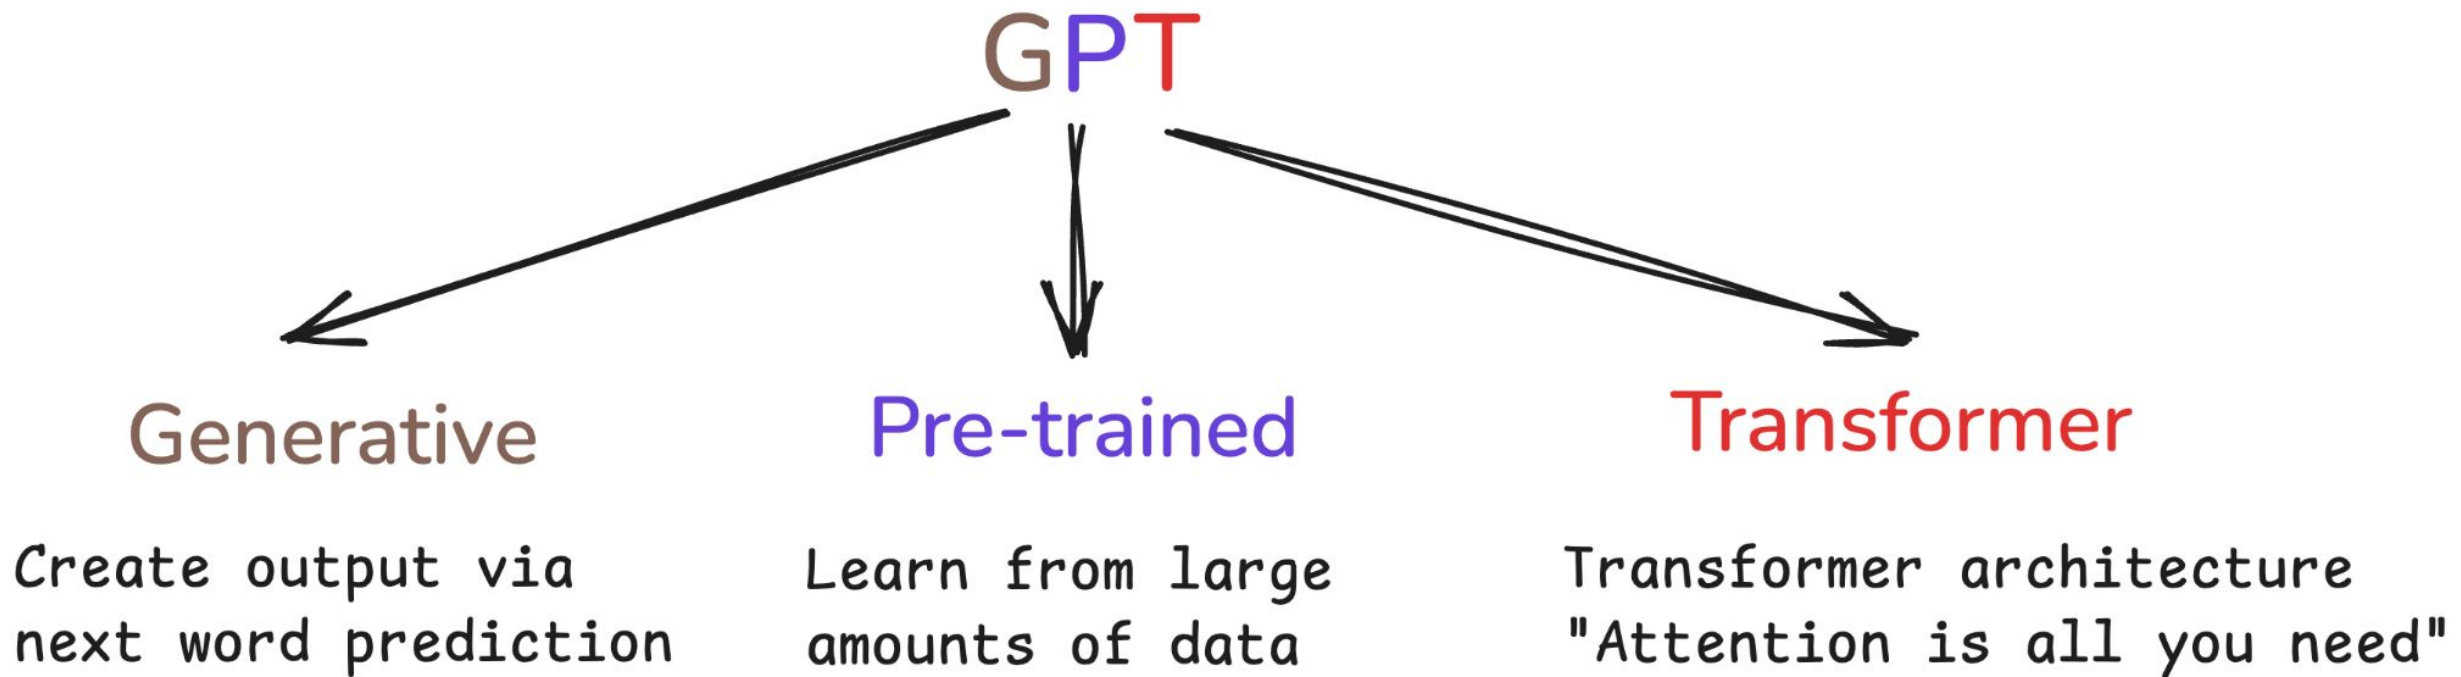 GPT
Generative
Create output via
next word prediction
Pre-trained
Learn from large
amounts of data
Transformer
Transformer architecture
"Attention is all you need"